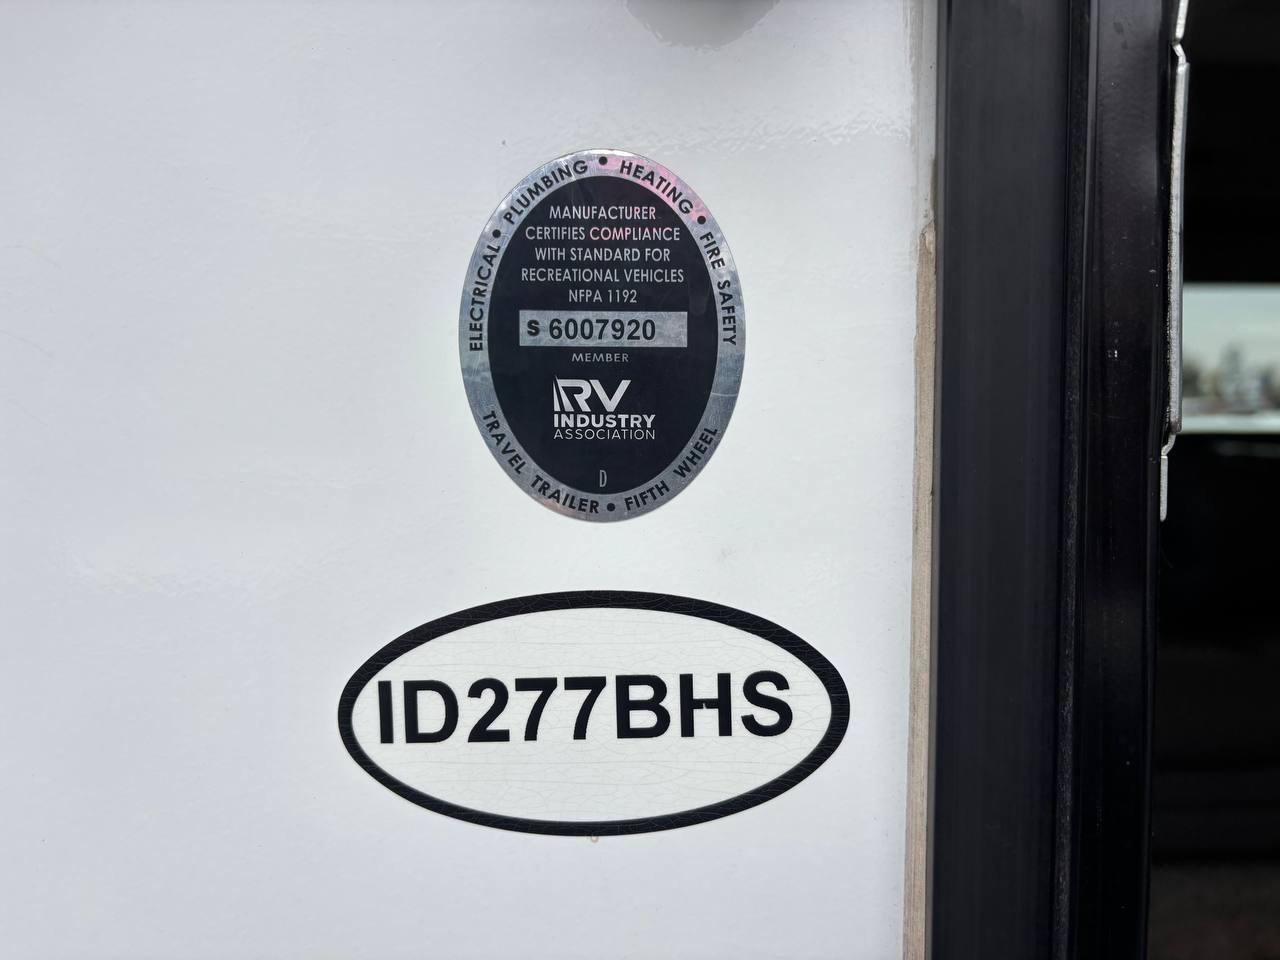 ELECTRICAL • PLUMBING • HEATING • FIRE SAFETY
MANUFACTURER
CERTIFIES COMPLIANCE
WITH STANDARD FOR
RECREATIONAL VEHICLES
NFPA 1192
S 6007920
MEMBER
RV
INDUSTRY
ASSOCIATION
D
TRAVEL TRAILER • FIFTH WHEEL
ID277BHS